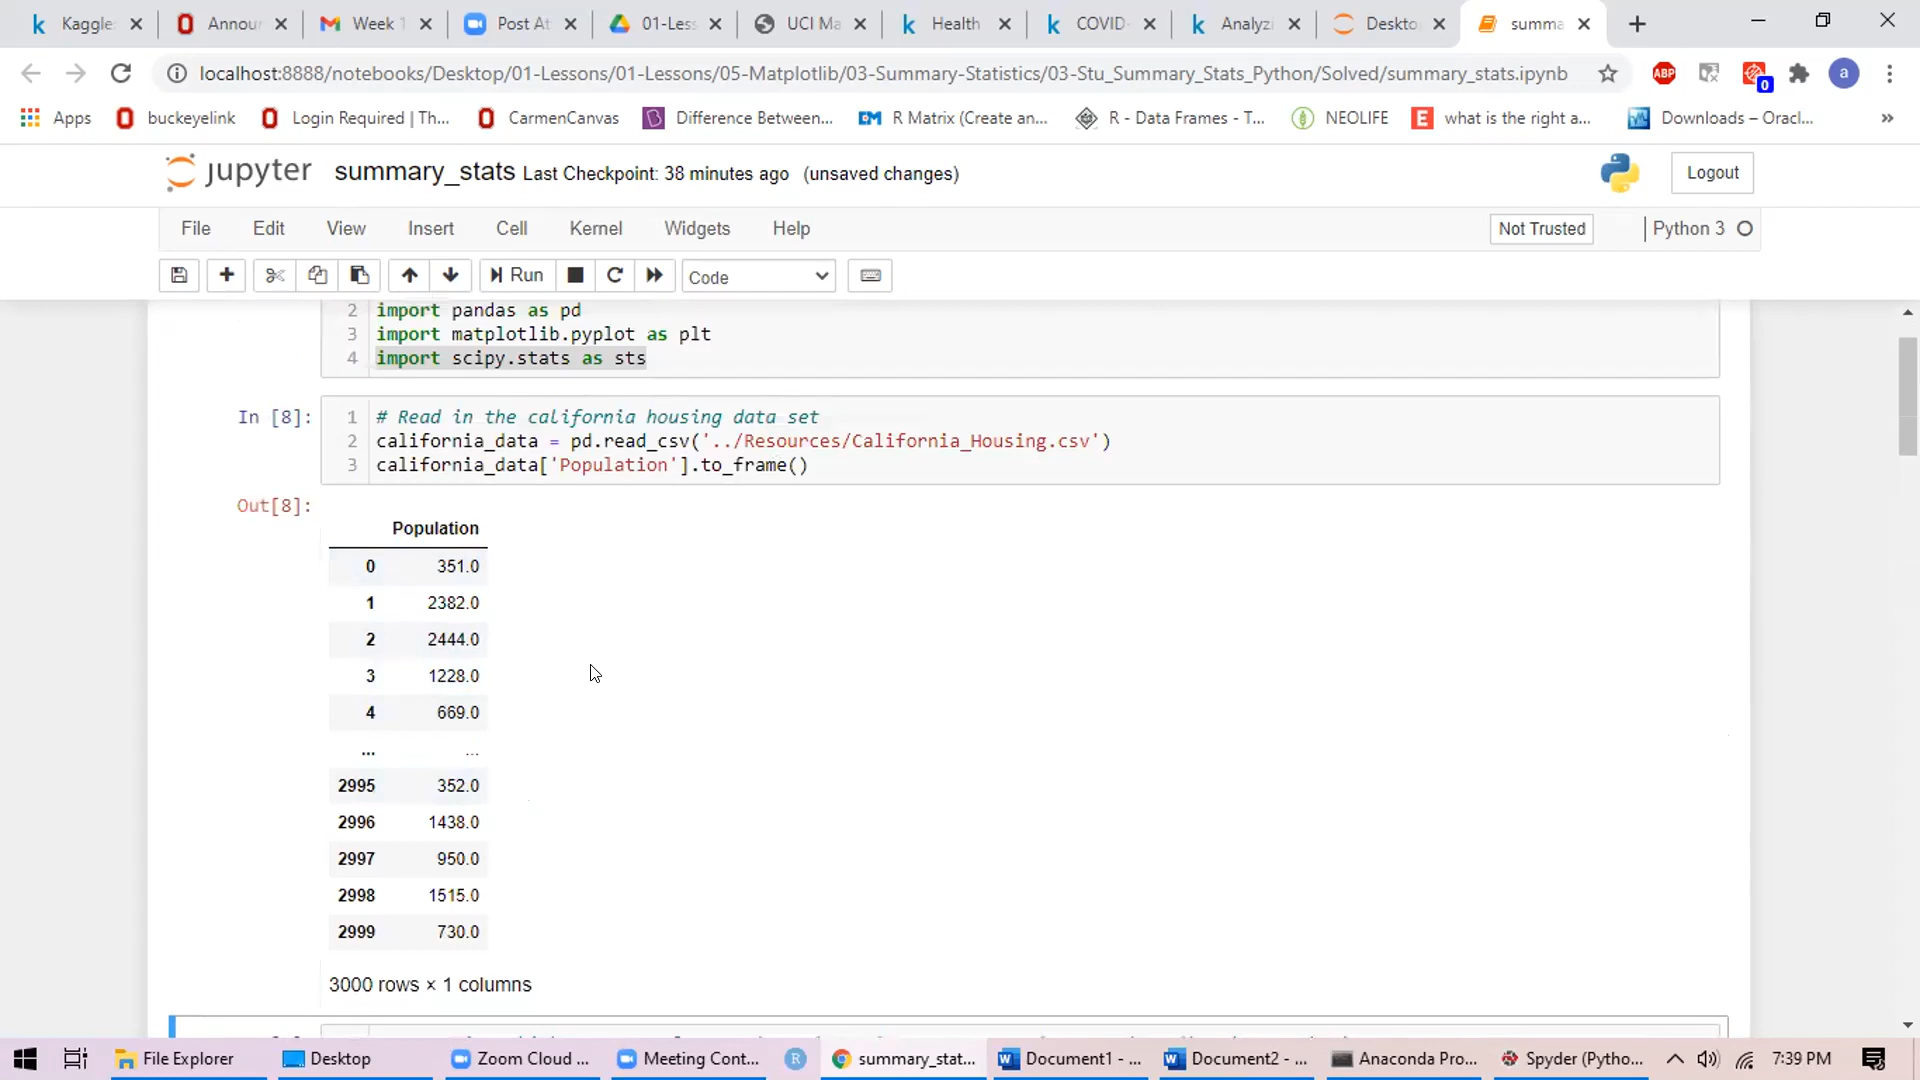 Kaggle Annou Week 1 Post At 01-Less UCI Ma Health COVID- Analyzi Desktop summa
localhost:8888/notebooks/Desktop/01-Lessons/01-Lessons/05-Matplotlib/03-Summary-Statistics/03-Stu_Summary_Stats_Python/Solved/summary_stats.ipynb ABP 0 a
Apps buckeyelink Login Required | Th... CarmenCanvas Difference Between... R Matrix (Create an... R - Data Frames - T... NEOLIFE what is the right a... Downloads – Oracl... »
jupyter summary_stats Last Checkpoint: 38 minutes ago (unsaved changes) Logout
File Edit View Insert Cell Kernel Widgets Help Not Trusted Python 3
Run Code
2 import pandas as pd
3 import matplotlib.pyplot as plt
4 import scipy.stats as sts
In [8]: 1 # Read in the california housing data set
2 california_data = pd.read_csv('../Resources/California_Housing.csv')
3 california_data['Population'].to_frame()
Out[8]:
Population
0 351.0
1 2382.0
2 2444.0
3 1228.0
4 669.0
... ...
2995 352.0
2996 1438.0
2997 950.0
2998 1515.0
2999 730.0
3000 rows × 1 columns
File Explorer Desktop Zoom Cloud ... Meeting Cont... R summary_stat... Document1 - ... Document2 - ... Anaconda Pro... Spyder (Pytho... 7:39 PM